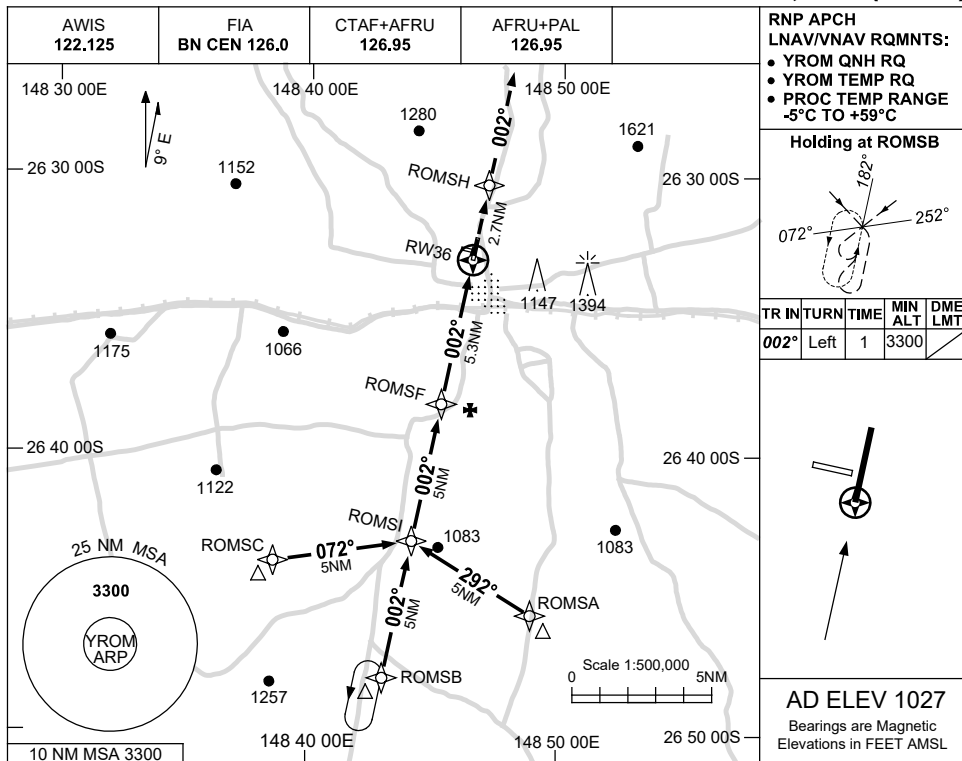 AWIS
122.125
FIA
BN CEN 126.0
CTAF+AFRU
126.95
AFRU+PAL
126.95
RNP APCH
LNAV/VNAV RQMNTS:
• YROM QNH RQ
• YROM TEMP RQ
• PROC TEMP RANGE
-5°C TO +59°C
Holding at ROMSB
182°
072°
252°
TR IN TURN TIME MIN ALT DME LMT
002° Left 1 3300
AD ELEV 1027
Bearings are Magnetic
Elevations in FEET AMSL
148 30 00E
148 40 00E
148 50 00E
9° E
1280
002°
1621
26 30 00S
1152
ROMSH
26 30 00S
2.7NM
RW36
1147
1394
1175
1066
002°
5.3NM
ROMSF
26 40 00S
26 40 00S
1122
002°
5NM
ROMSI
1083
1083
ROMSC
072°
5NM
292°
5NM
ROMSA
25 NM MSA
3300
YROM
ARP
002°
5NM
ROMSB
1257
Scale 1:500,000
0
5NM
148 40 00E
148 50 00E
26 50 00S
10 NM MSA 3300